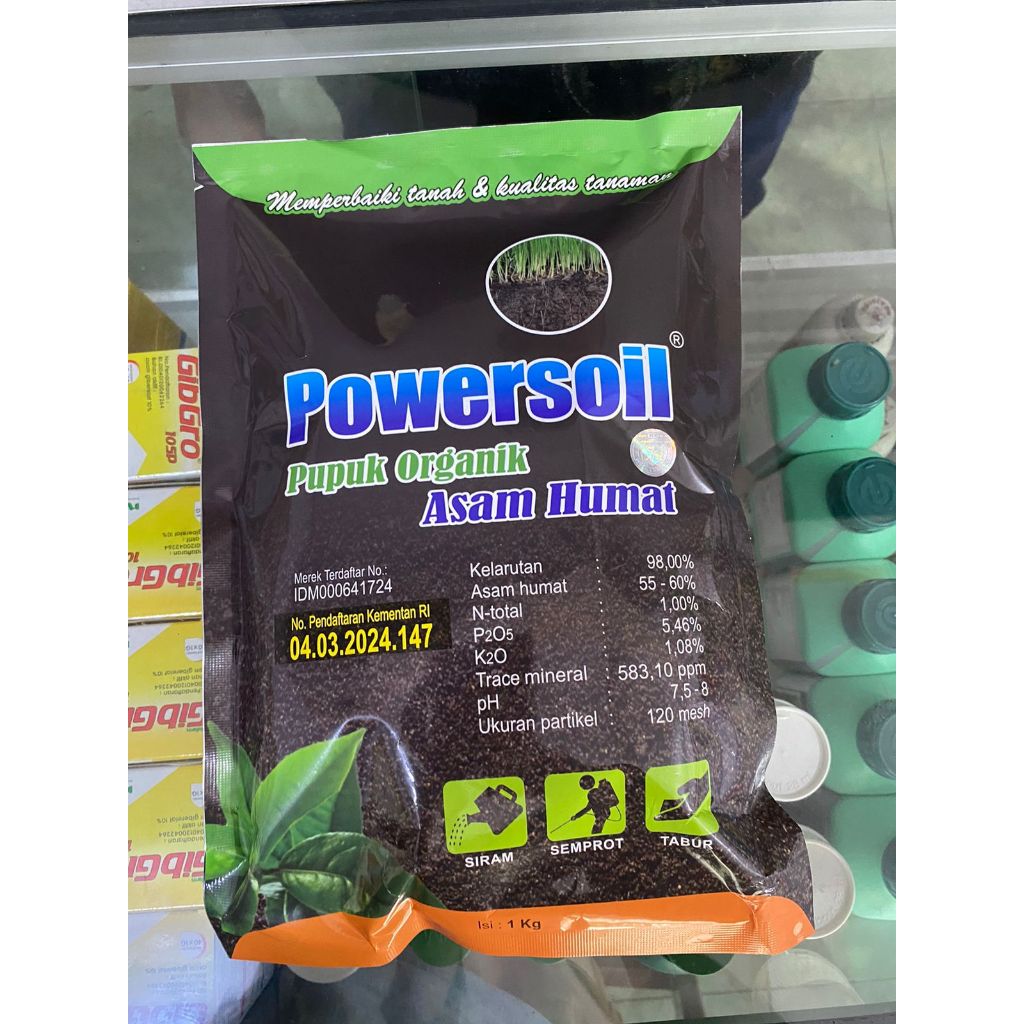 Memperbaiki tanah & kualitas tanaman
Powersoil®
Pupuk Organik
Asam Humat
Merek Terdaftar No.:
IDM000641724
No. Pendaftaran Kementan RI
04.03.2024.147
Kelarutan : 98,00%
Asam humat : 55 - 60%
N-total : 1,00%
P2O5 : 5,46%
K2O : 1,08%
Trace mineral : 583,10 ppm
pH : 7,5 - 8
Ukuran partikel : 120 mesh
SIRAM
SEMPROT
TABUR
Isi : 1 Kg
GibGro
10SP
GibGro
GibGro
GibGro